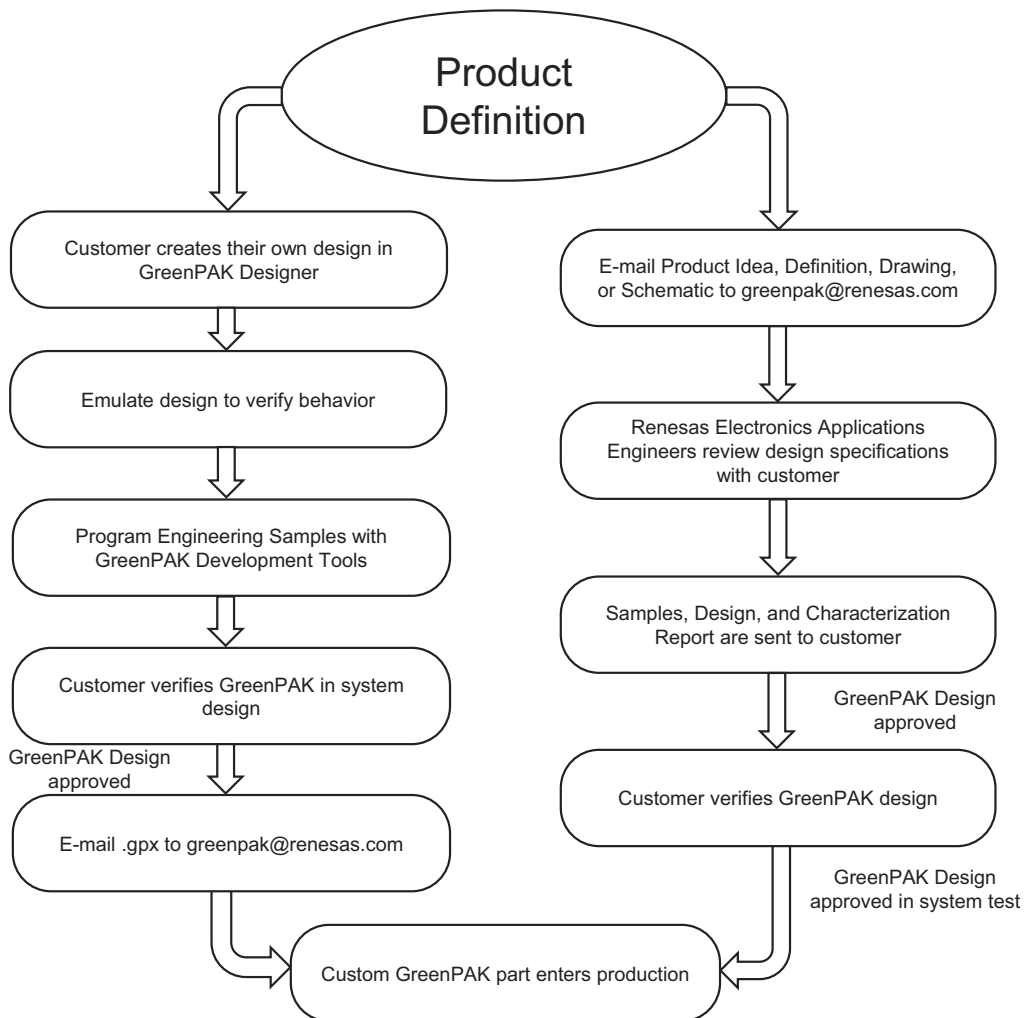 Product
Definition
Customer creates their own design in
GreenPAK Designer
Emulate design to verify behavior
Program Engineering Samples with
GreenPAK Development Tools
Customer verifies GreenPAK in system
design
GreenPAK Design
approved
E-mail .gpx to greenpak@renesas.com
E-mail Product Idea, Definition, Drawing,
or Schematic to greenpak@renesas.com
Renesas Electronics Applications
Engineers review design specifications
with customer
Samples, Design, and Characterization
Report are sent to customer
GreenPAK Design
approved
Customer verifies GreenPAK design
GreenPAK Design
approved in system test
Custom GreenPAK part enters production